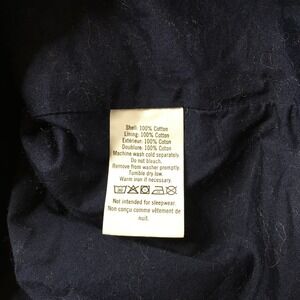 Shell: 100% Cotton
Lining: 100% Cotton
Extérieur: 100% Coton
Doublure: 100% Coton
Machine wash cold separately.
Do not bleach.
Remove from washer promptly.
Tumble dry low.
Warm iron if necessary.
Not intended for sleepwear.
Non conçu comme vêtement de
nuit.